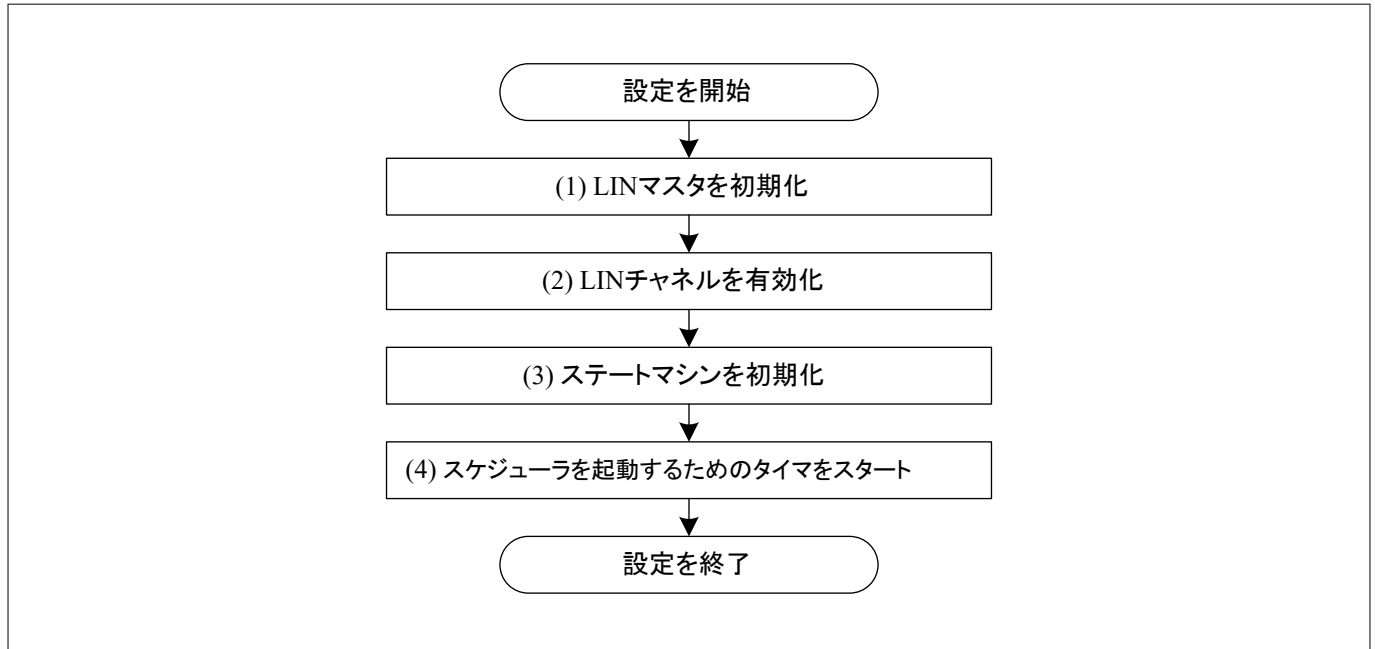 設定を開始
(1) LINマスタを初期化
(2) LINチャネルを有効化
(3) ステートマシンを初期化
(4) スケジューラを起動するためのタイマをスタート
設定を終了